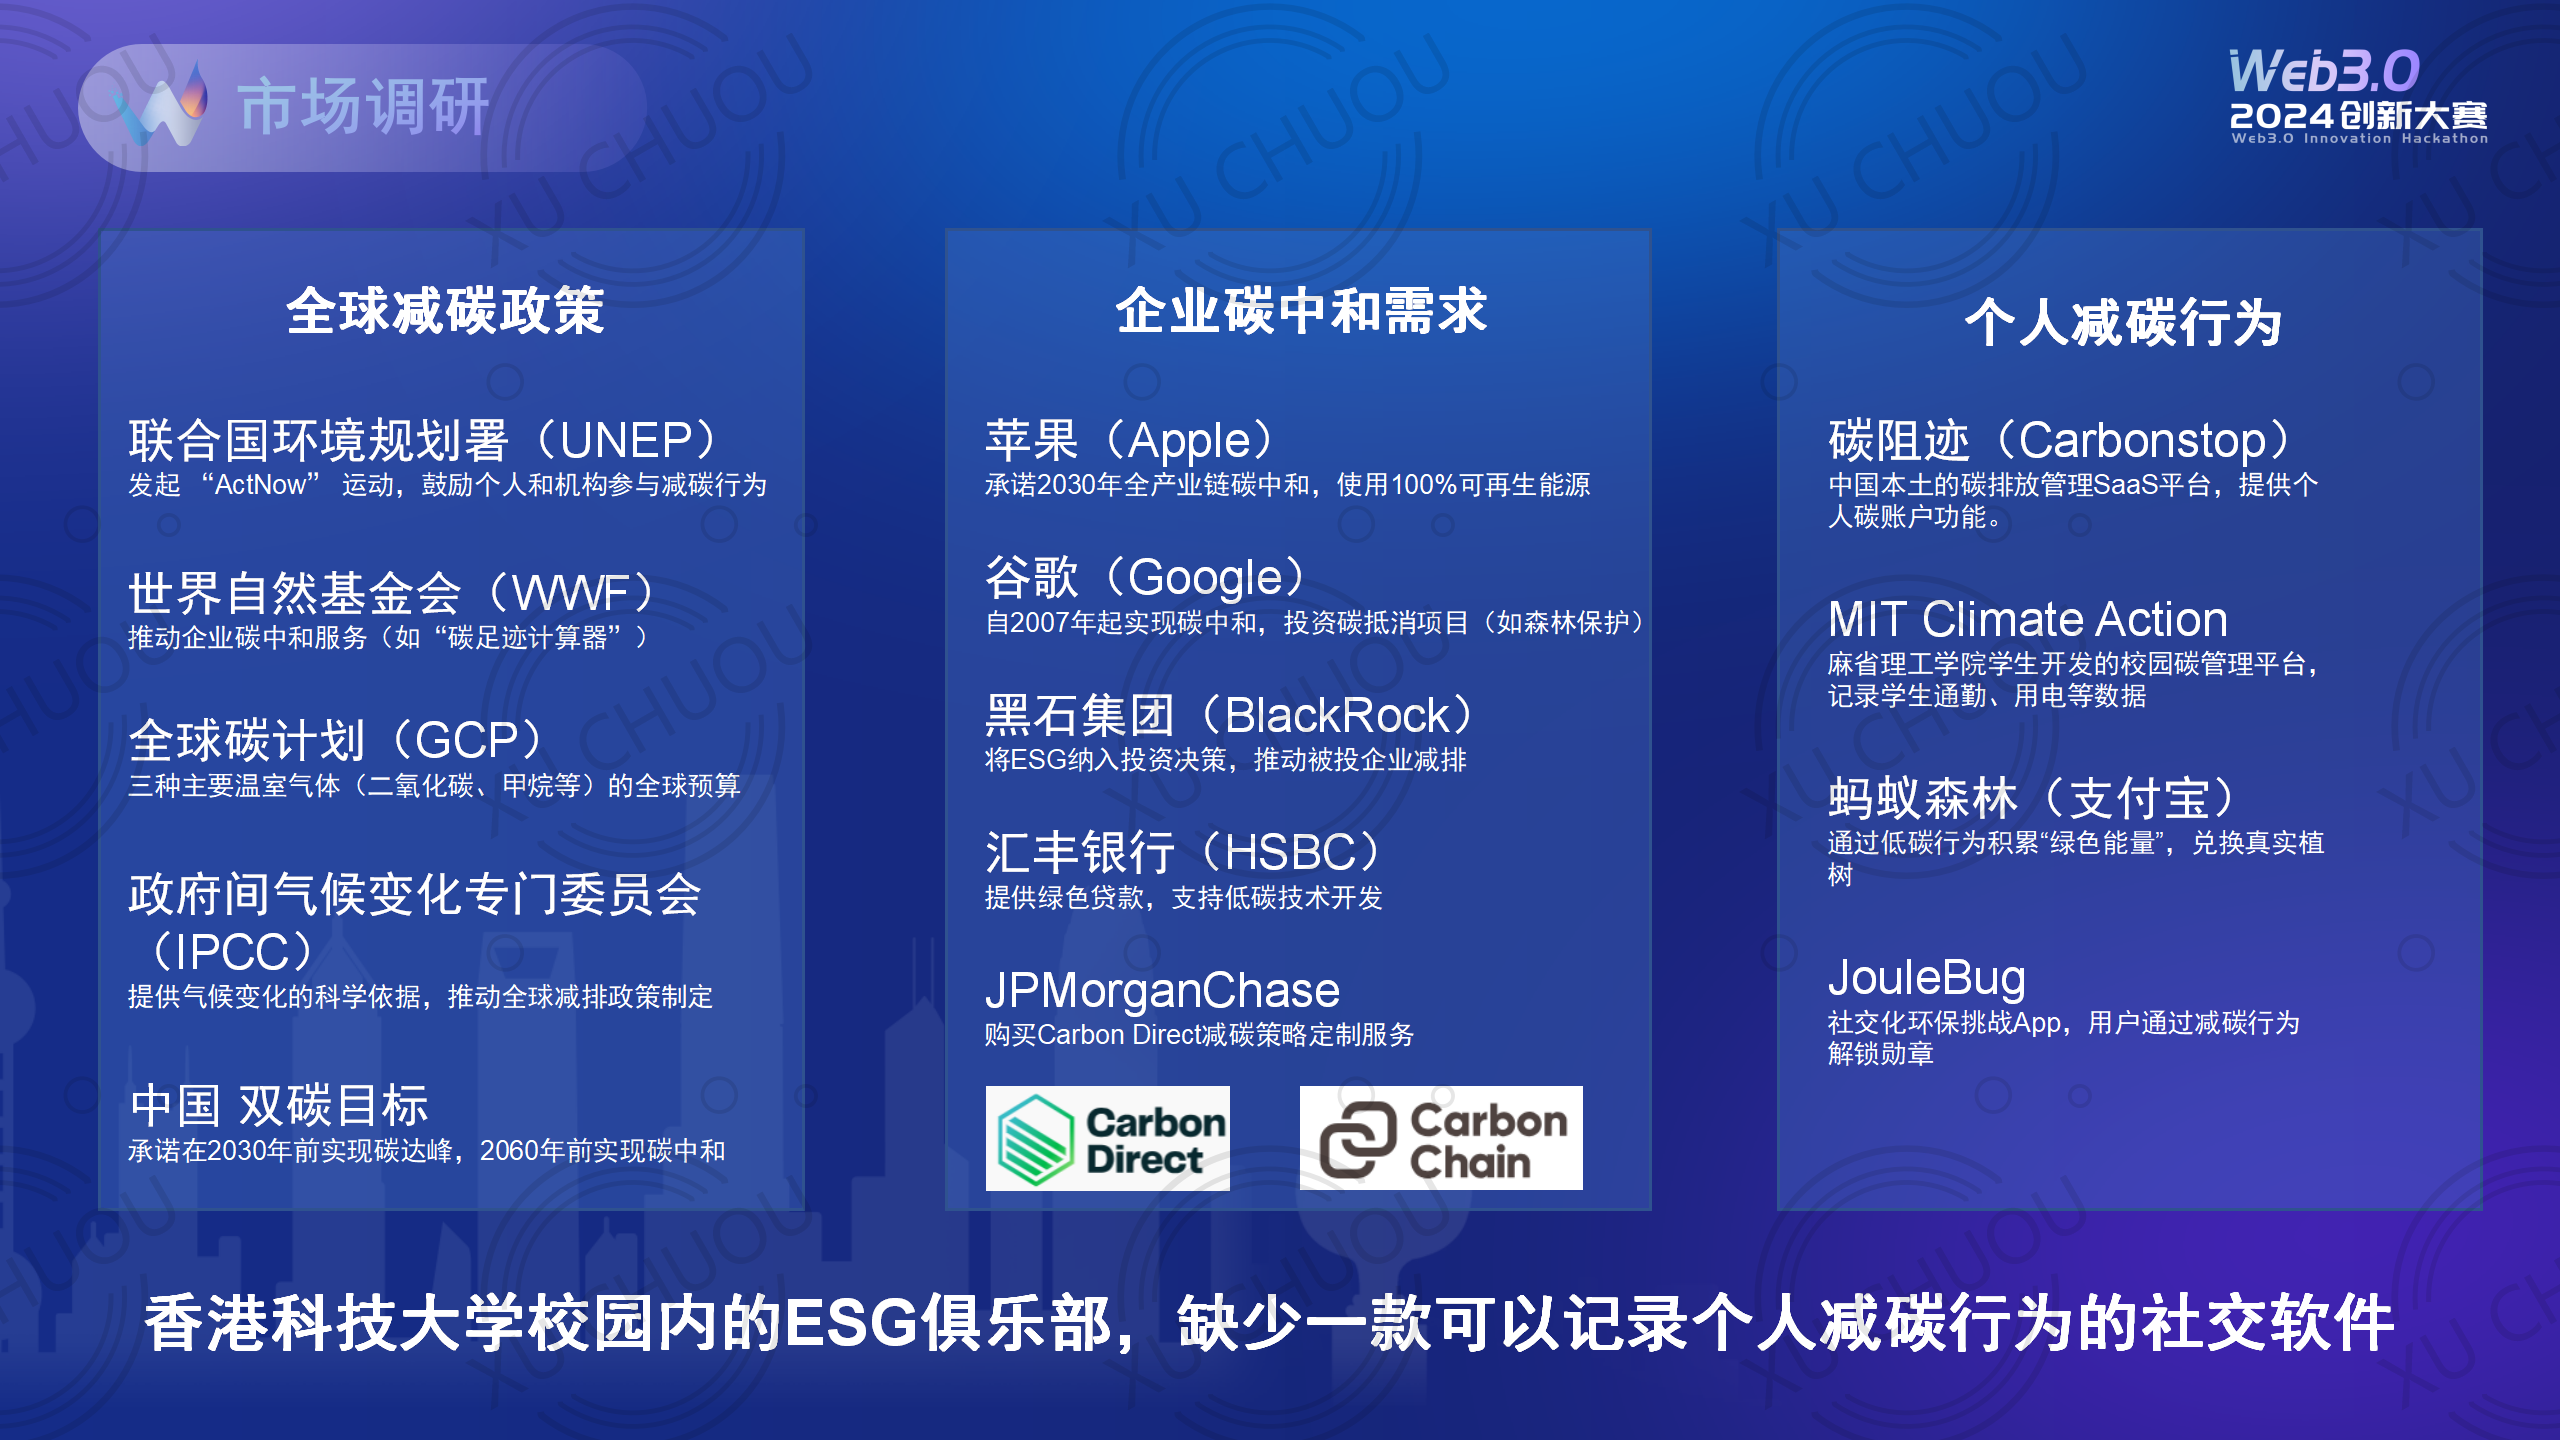 市场调研
Web3.0
2024创新大赛
Web3.0 Innovation Hackathon
全球减碳政策
联合国环境规划署（UNEP）
发起 “ActNow” 运动，鼓励个人和机构参与减碳行为
世界自然基金会（WWF）
推动企业碳中和服务（如“碳足迹计算器”）
全球碳计划（GCP）
三种主要温室气体（二氧化碳、甲烷等）的全球预算
政府间气候变化专门委员会
（IPCC）
提供气候变化的科学依据，推动全球减排政策制定
中国 双碳目标
承诺在2030年前实现碳达峰，2060年前实现碳中和
企业碳中和需求
苹果（Apple）
承诺2030年全产业链碳中和，使用100%可再生能源
谷歌（Google）
自2007年起实现碳中和，投资碳抵消项目（如森林保护）
黑石集团（BlackRock）
将ESG纳入投资决策，推动被投企业减排
汇丰银行（HSBC）
提供绿色贷款，支持低碳技术开发
JPMorganChase
购买Carbon Direct减碳策略定制服务
Carbon
Direct
Carbon
Chain
个人减碳行为
碳阻迹（Carbonstop）
中国本土的碳排放管理SaaS平台，提供个
人碳账户功能。
MIT Climate Action
麻省理工学院学生开发的校园碳管理平台，
记录学生通勤、用电等数据
蚂蚁森林（支付宝）
通过低碳行为积累“绿色能量”，兑换真实植
树
JouleBug
社交化环保挑战App，用户通过减碳行为
解锁勋章
香港科技大学校园内的ESG俱乐部，缺少一款可以记录个人减碳行为的社交软件
XU CHUOU